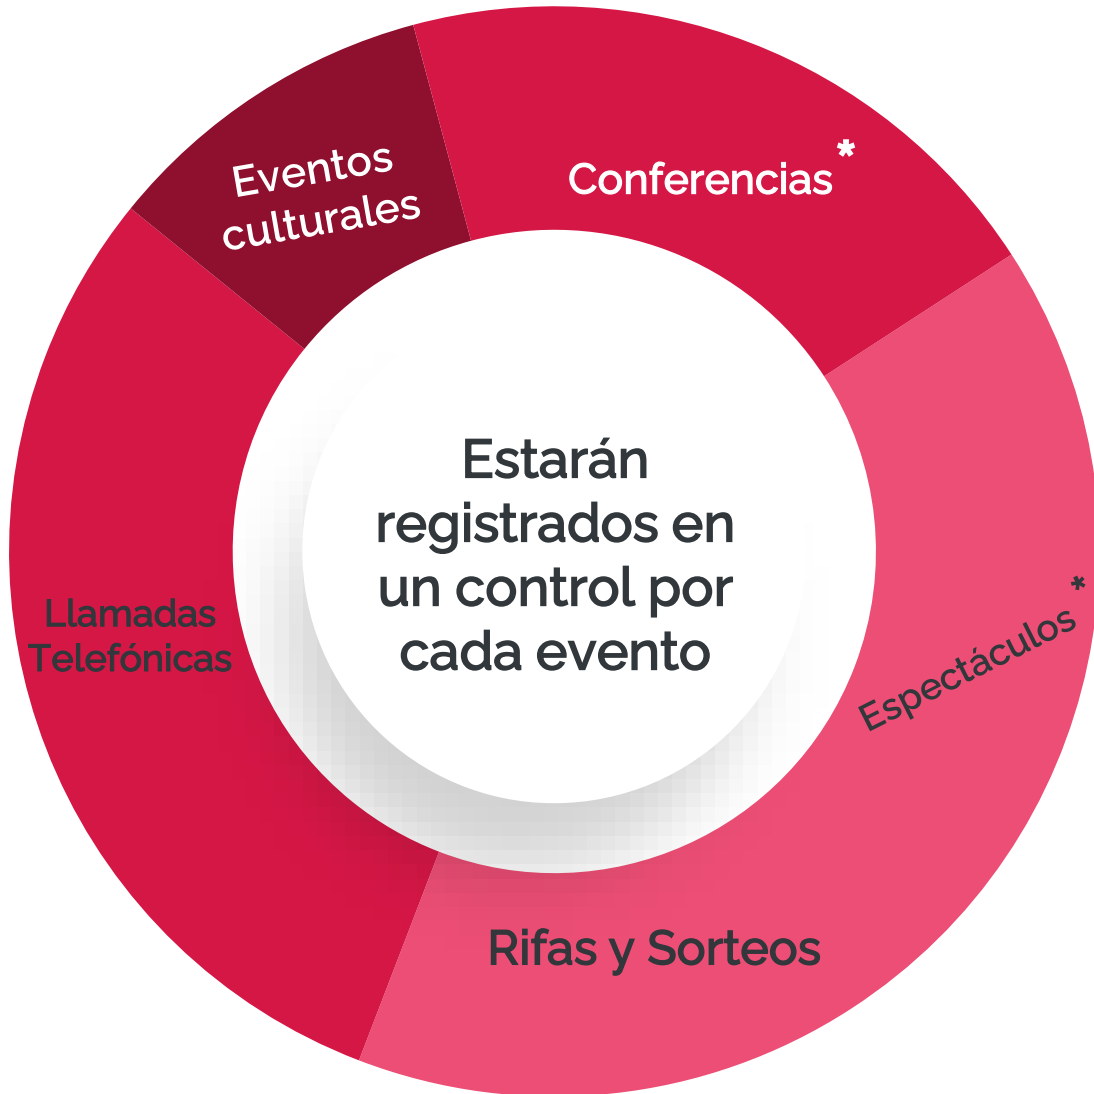 Eventos
culturales
Conferencias*
Estarán
registrados en
un control por
cada evento
Llamadas
Telefónicas
Espectáculos*
Rifas y Sorteos